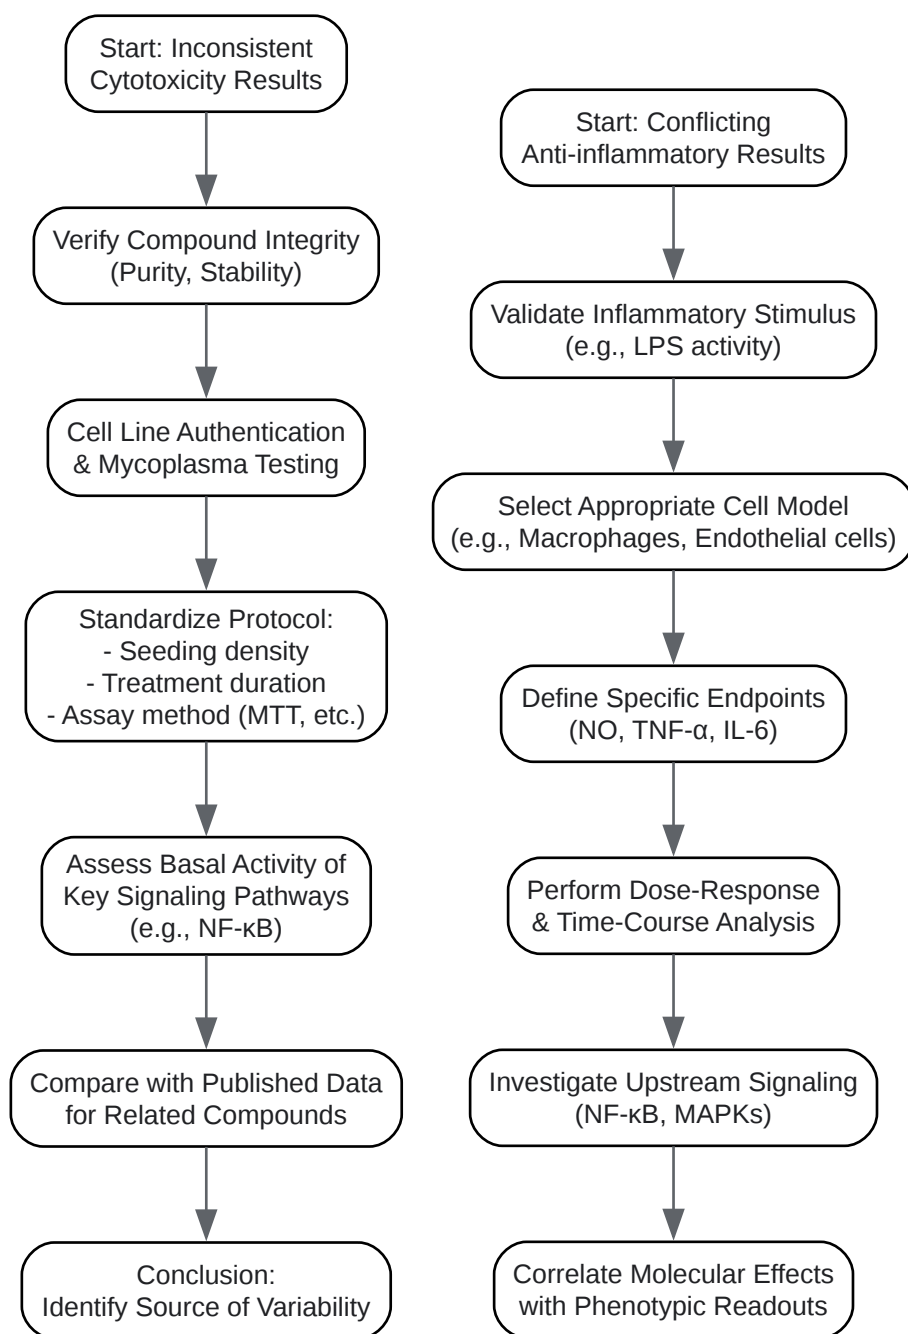 Start: Inconsistent
Cytotoxicity Results
Verify Compound Integrity
(Purity, Stability)
Cell Line Authentication
& Mycoplasma Testing
Standardize Protocol:
- Seeding density
- Treatment duration
- Assay method (MTT, etc.)
Assess Basal Activity of
Key Signaling Pathways
(e.g., NF-κB)
Compare with Published Data
for Related Compounds
Conclusion:
Identify Source of Variability
Start: Conflicting
Anti-inflammatory Results
Validate Inflammatory Stimulus
(e.g., LPS activity)
Select Appropriate Cell Model
(e.g., Macrophages, Endothelial cells)
Define Specific Endpoints
(NO, TNF-α, IL-6)
Perform Dose-Response
& Time-Course Analysis
Investigate Upstream Signaling
(NF-κB, MAPKs)
Correlate Molecular Effects
with Phenotypic Readouts